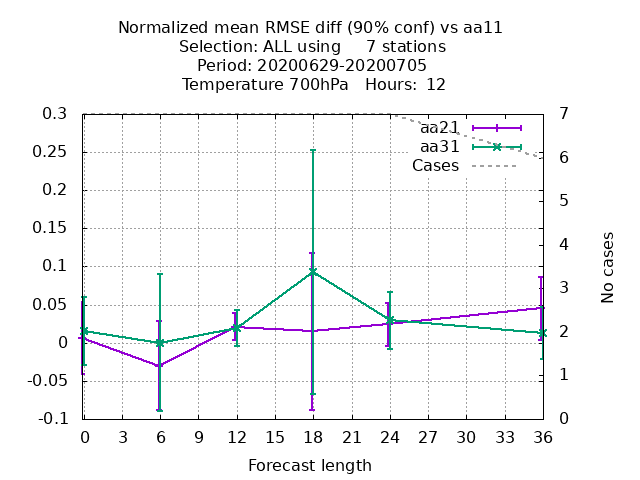 Normalized mean RMSE diff (90% conf) vs aa11
Selection: ALL using     7 stations
Period: 20200629-20200705
Temperature 700hPa   Hours:  12
0.3
0.25
0.2
0.15
0.1
0.05
0
-0.05
-0.1
aa21
aa31
Cases
7
6
5
4
3
2
1
0
No cases
0 3 6 9 12 15 18 21 24 27 30 33 36
Forecast length